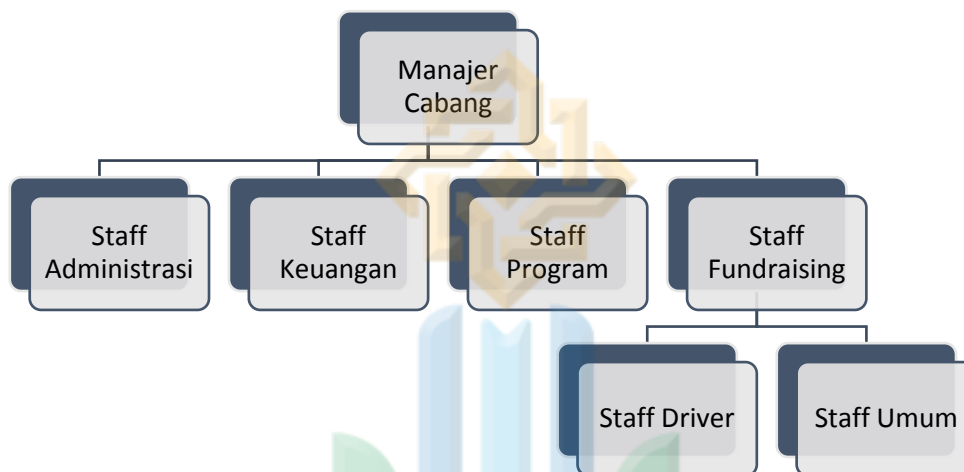 Manajer
Cabang
Staff
Administrasi
Staff
Keuangan
Staff
Program
Staff
Fundraising
Staff Driver
Staff Umum